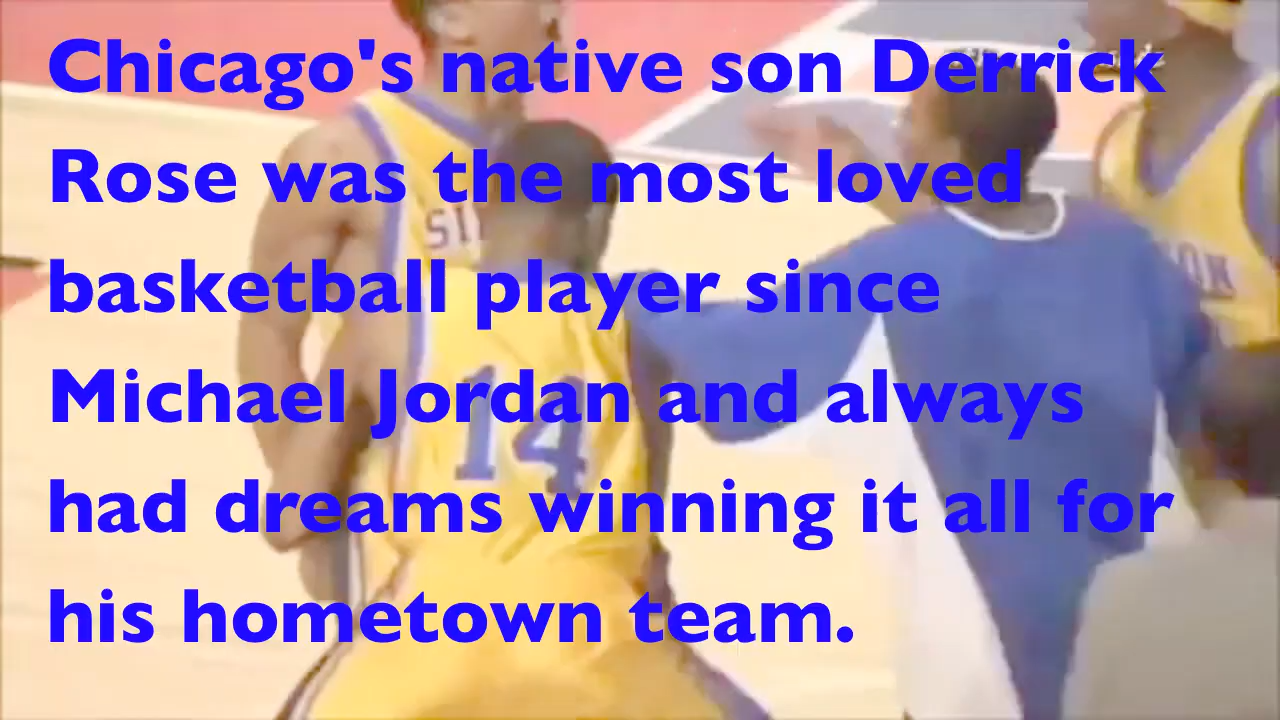 Chicago's native son Derrick
Rose was the most loved
basketball player since
Michael Jordan and always
had dreams winning it all for
his hometown team.
14